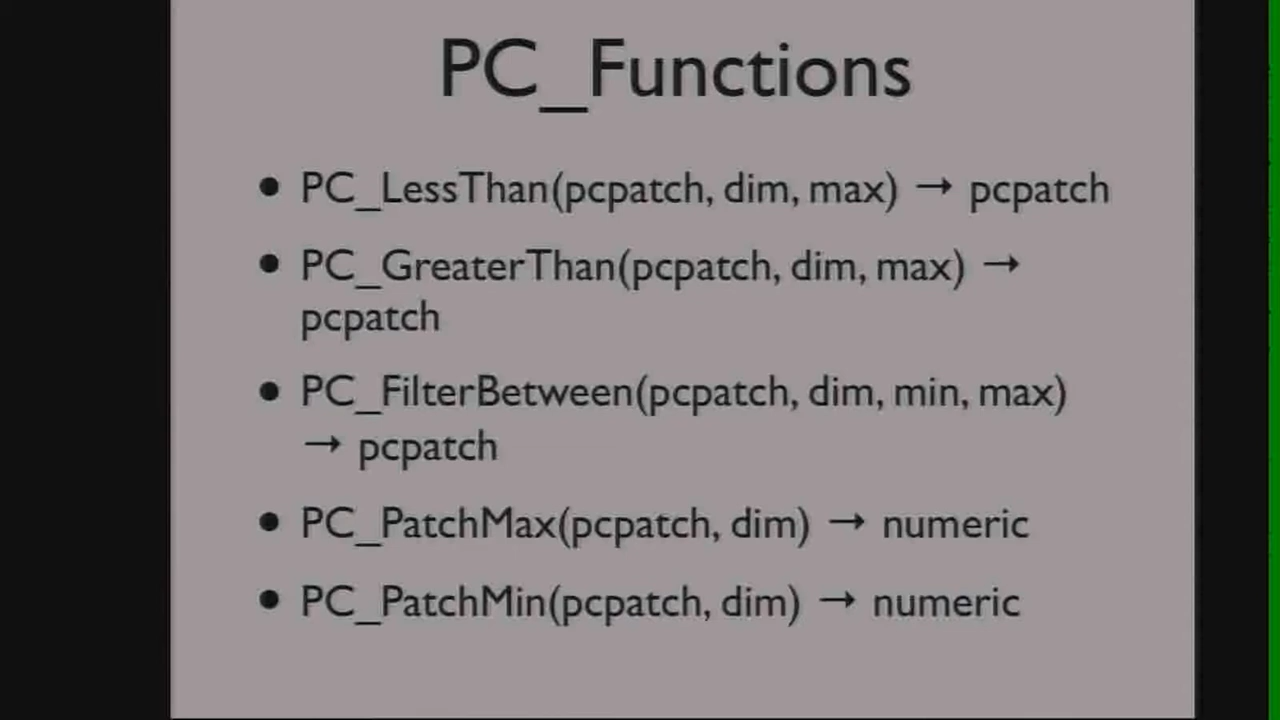 PC_Functions
• PC_LessThan(pcpatch, dim, max) → pcpatch
• PC_GreaterThan(pcpatch, dim, max) →
pcpatch
• PC_FilterBetween(pcpatch, dim, min, max)
→ pcpatch
• PC_PatchMax(pcpatch, dim) → numeric
• PC_PatchMin(pcpatch, dim) → numeric